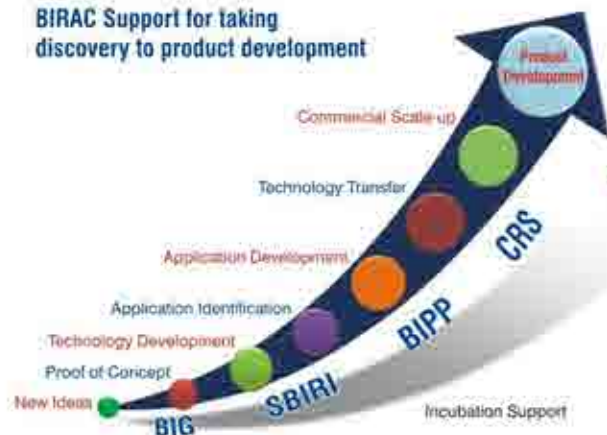 BIRAC Support for taking
discovery to product development
Product
Development
Commercial Scale-up
Technology Transfer
Application Development
Application Identification
Technology Development
Proof of Concept
New Ideas
BIG
SBIRI
BIPP
CRS
Incubation Support